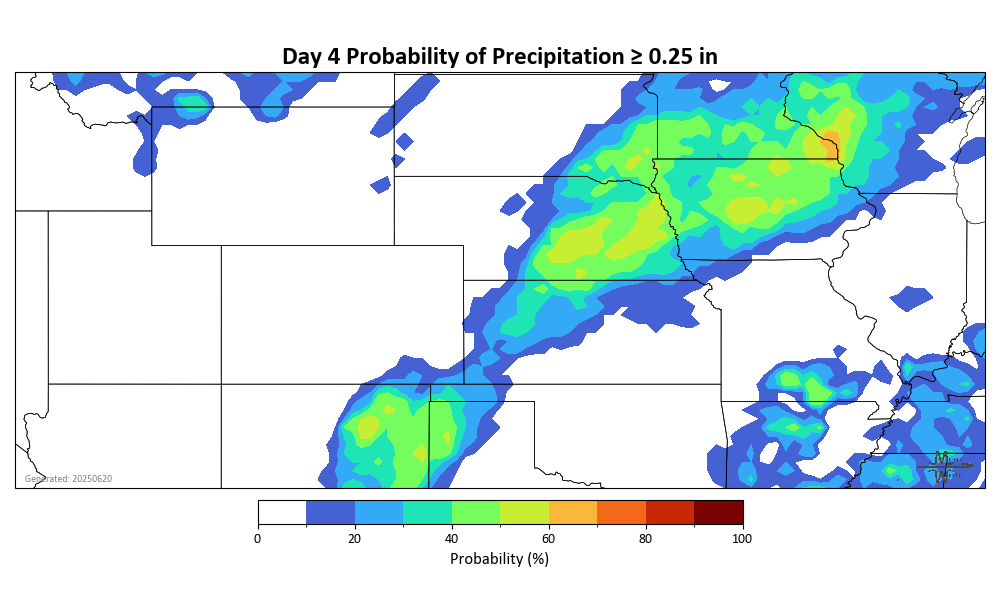 Day 4 Probability of Precipitation ≥ 0.25 in
Generated: 20250620
0 20 40 60 80 100
Probability (%)